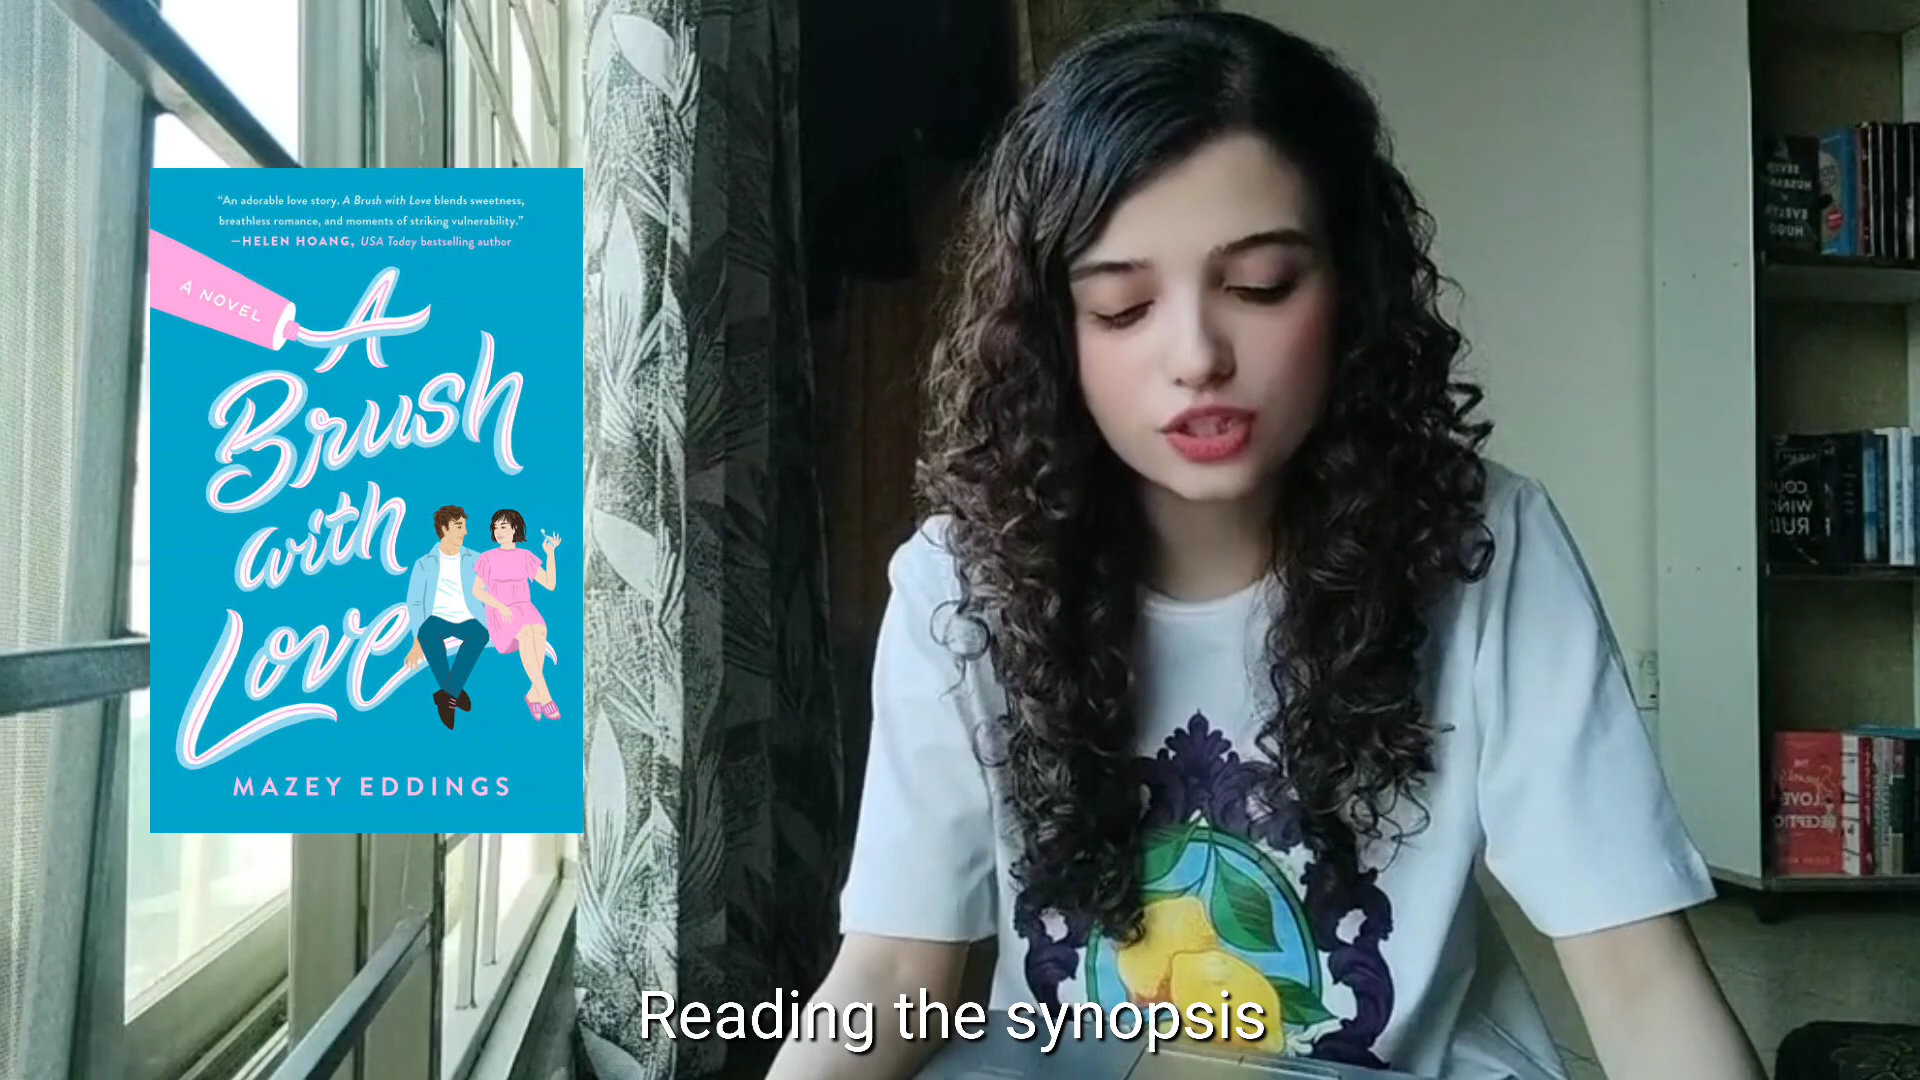 “An adorable love story. A Brush with Love blends sweetness,
breathless romance, and moments of striking vulnerability.”
—HELEN HOANG, USA Today bestselling author
A NOVEL
A
Brush
with
Love
MAZEY EDDINGS
Reading the synopsis